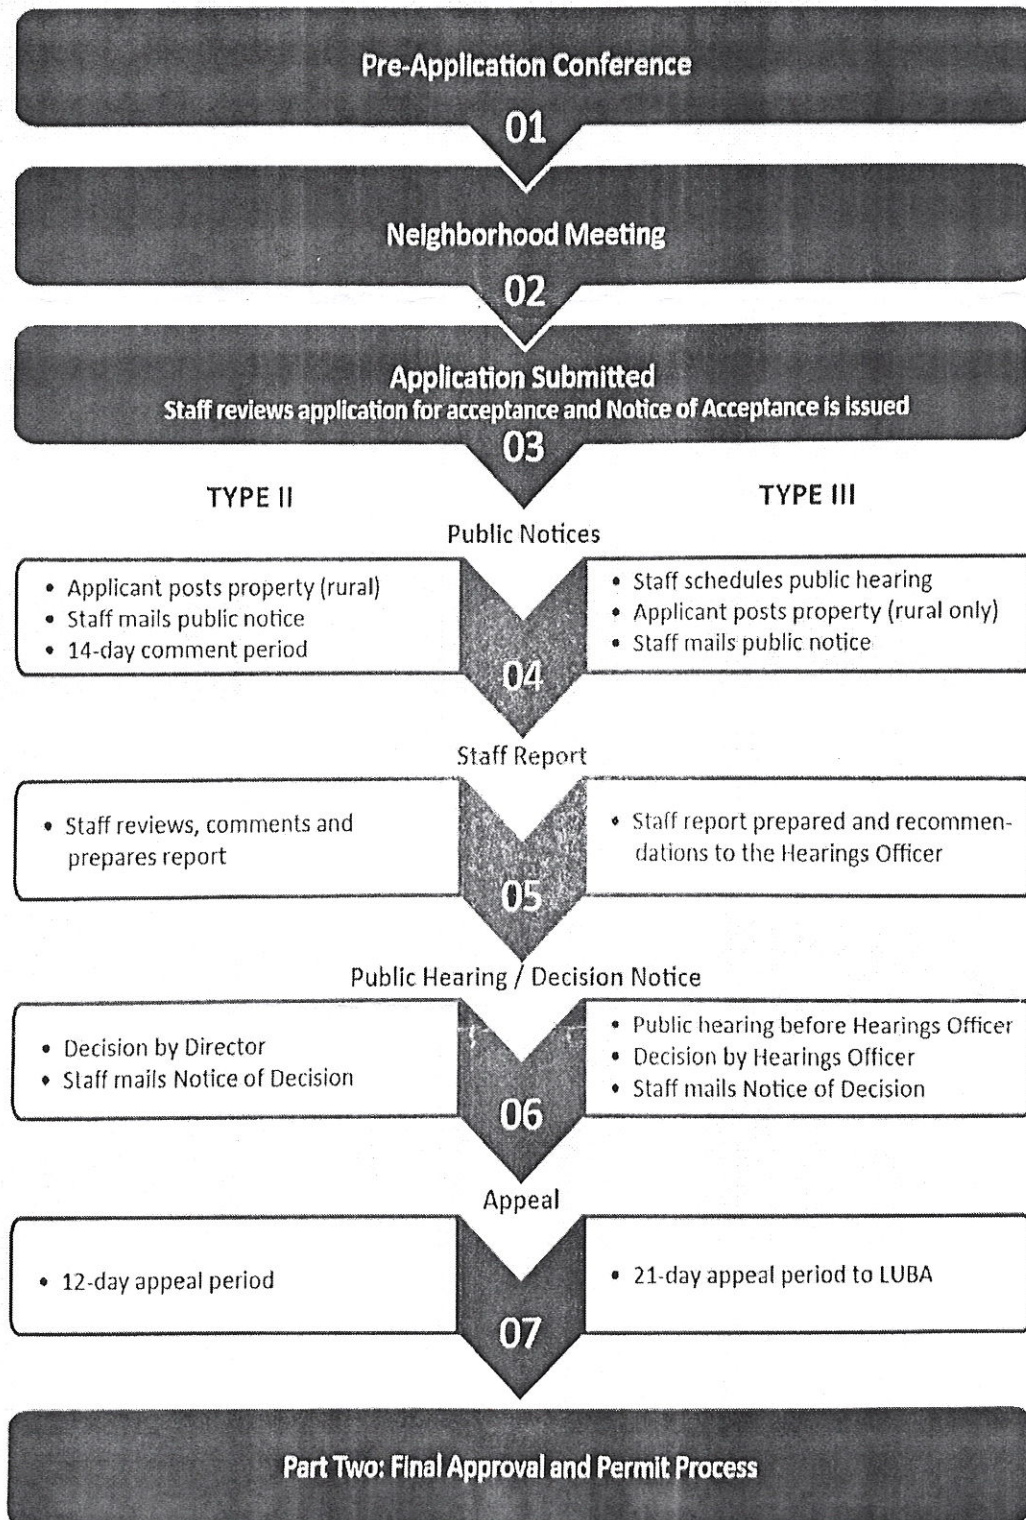 Pre-Application Conference
01
Neighborhood Meeting
02
Application Submitted
Staff reviews application for acceptance and Notice of Acceptance is issued
03
TYPE II
TYPE III
Public Notices
• Applicant posts property (rural)
• Staff mails public notice
• 14-day comment period
04
• Staff schedules public hearing
• Applicant posts property (rural only)
• Staff mails public notice
Staff Report
• Staff reviews, comments and
prepares report
05
• Staff report prepared and recommen-
dations to the Hearings Officer
Public Hearing / Decision Notice
• Decision by Director
• Staff mails Notice of Decision
06
• Public hearing before Hearings Officer
• Decision by Hearings Officer
• Staff mails Notice of Decision
Appeal
• 12-day appeal period
07
• 21-day appeal period to LUBA
Part Two: Final Approval and Permit Process